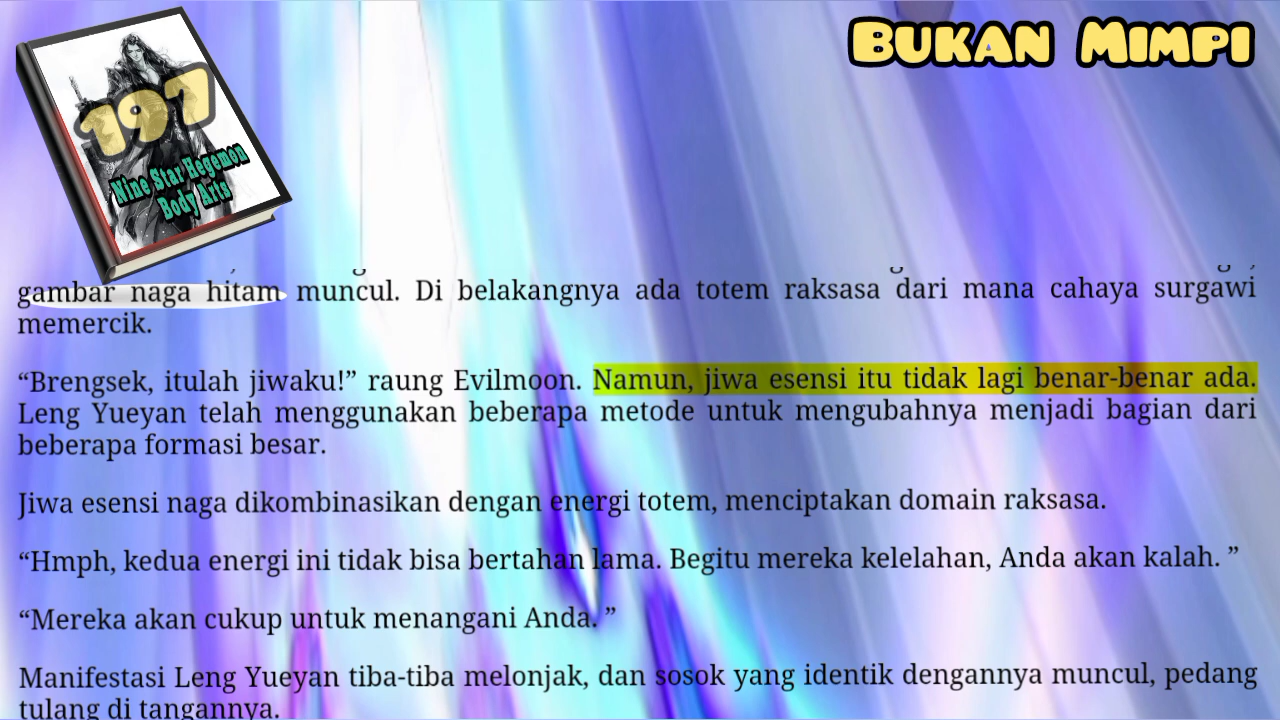 BUKAN MIMPI
197
Nine Star Hegemon
Body Arts
gambar naga hitam muncul. Di belakangnya ada totem raksasa dari mana cahaya surgawi
memercik.
“Brengsek, itulah jiwaku!” raung Evilmoon. Namun, jiwa esensi itu tidak lagi benar-benar ada.
Leng Yueyan telah menggunakan beberapa metode untuk mengubahnya menjadi bagian dari
beberapa formasi besar.
Jiwa esensi naga dikombinasikan dengan energi totem, menciptakan domain raksasa.
“Hmph, kedua energi ini tidak bisa bertahan lama. Begitu mereka kelelahan, Anda akan kalah. ”
“Mereka akan cukup untuk menangani Anda. ”
Manifestasi Leng Yueyan tiba-tiba melonjak, dan sosok yang identik dengannya muncul, pedang
tulang di tangannya.